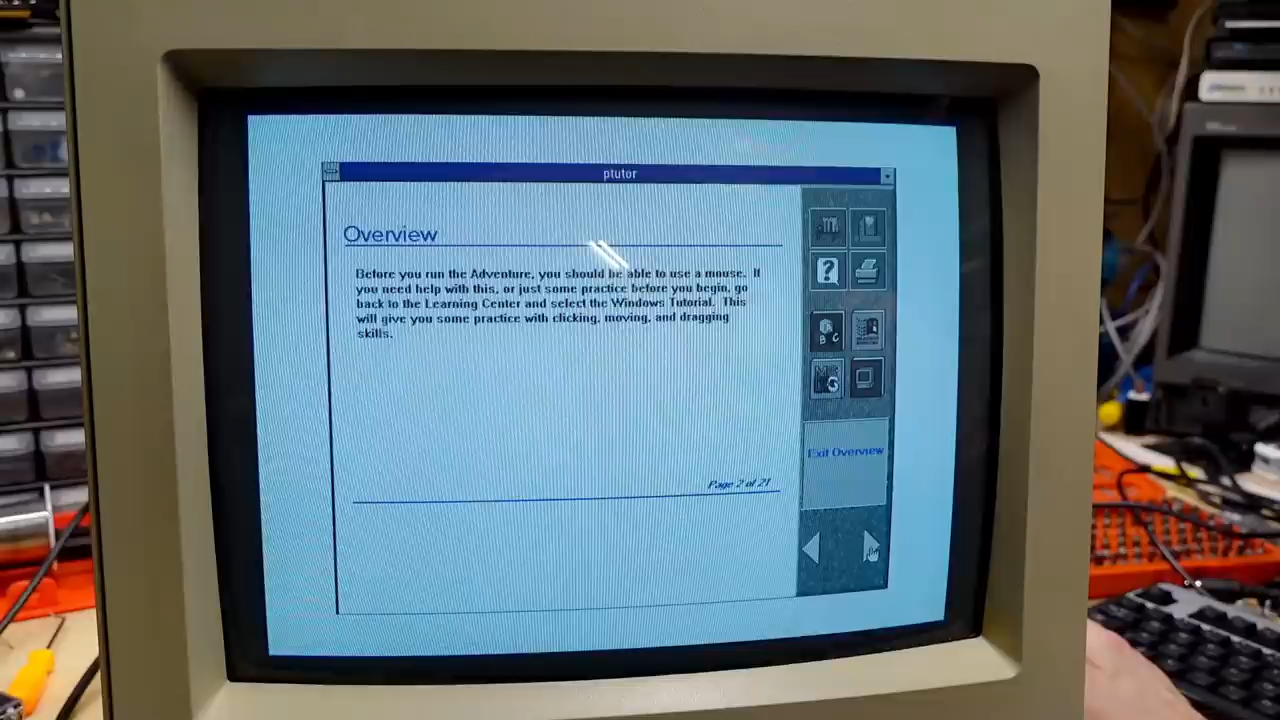 ptutor
Overview
Before you run the Adventure, you should be able to use a mouse. If
you need help with this, or just some practice before you begin, go
back to the Learning Center and select the Windows Tutorial. This
will give you some practice with clicking, moving, and dragging
skills.
B C
Exit Overview
Page 2 of 21